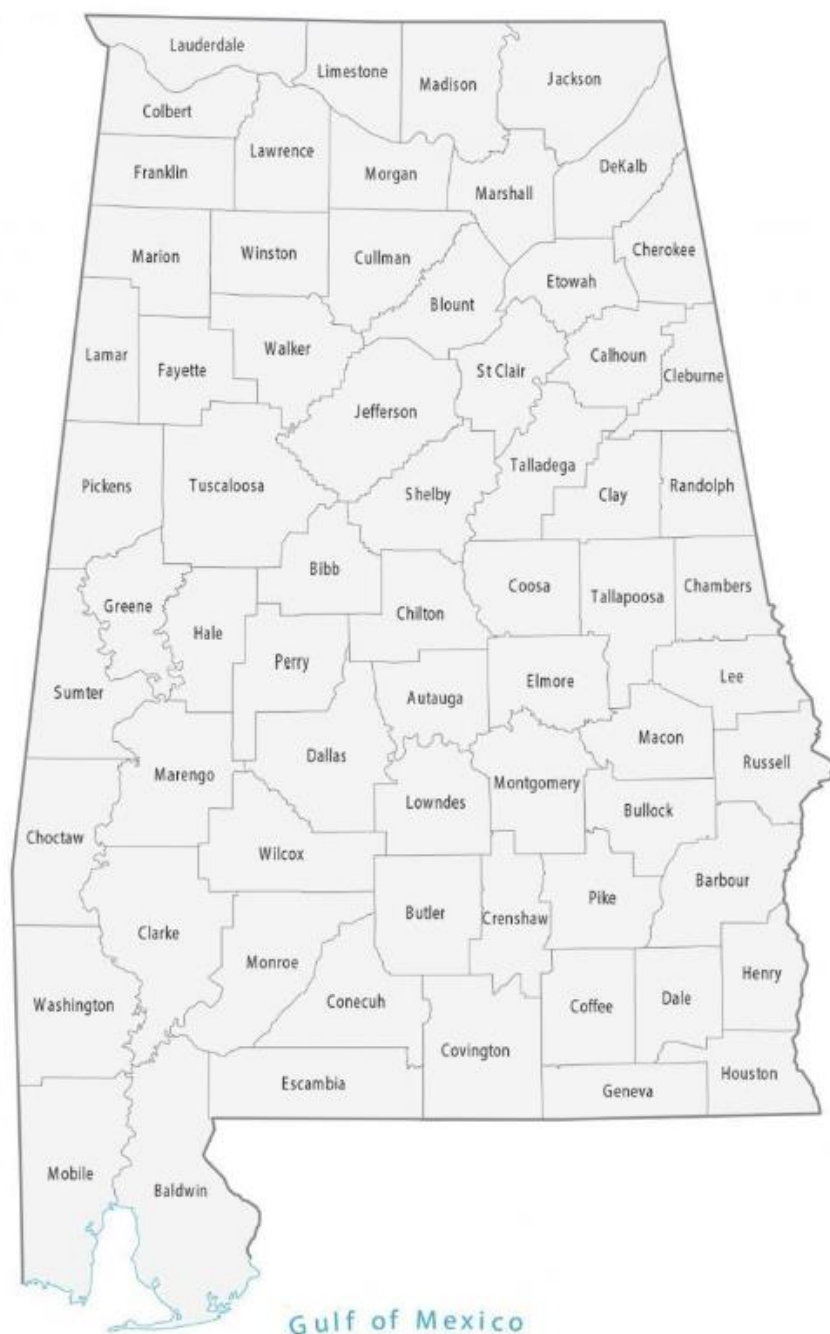 Lauderdale
Limestone
Madison
Jackson
Colbert
Lawrence
Franklin
Morgan
DeKalb
Marshall
Marion
Winston
Cullman
Cherokee
Etowah
Blount
Lamar
Fayette
Walker
St Clair
Calhoun
Cleburne
Jefferson
Pickens
Tuscaloosa
Shelby
Talladega
Clay
Randolph
Greene
Hale
Bibb
Chilton
Coosa
Tallapoosa
Chambers
Sumter
Perry
Autauga
Elmore
Lee
Marengo
Dallas
Macon
Russell
Choctaw
Lowndes
Montgomery
Bullock
Wilcox
Clarke
Butler
Crenshaw
Pike
Barbour
Washington
Monroe
Conecuh
Covington
Coffee
Dale
Henry
Escambia
Geneva
Houston
Mobile
Baldwin
Gulf of Mexico